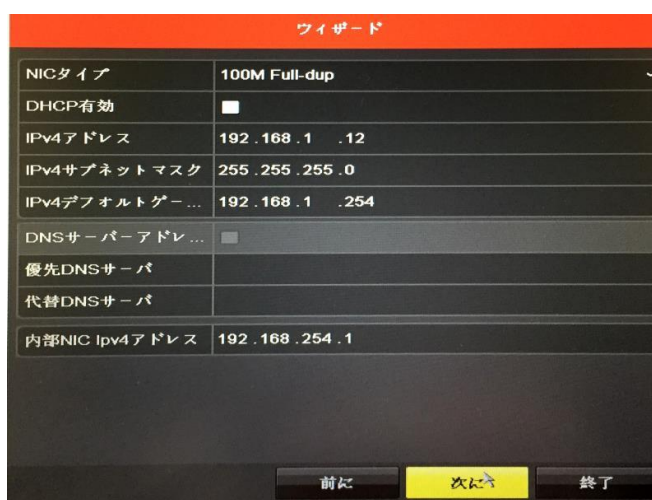 ウィザード
NICタイプ 100M Full-dup
DHCP有効
IPv4アドレス 192 .168 .1 .12
IPv4サブネットマスク 255 .255 .255 .0
IPv4デフォルトゲー... 192 .168 .1 .254
DNSサーバーアドレ...
優先DNSサーバ
代替DNSサーバ
内部NIC Ipv4アドレス 192 .168 .254 .1
前に 次に 終了